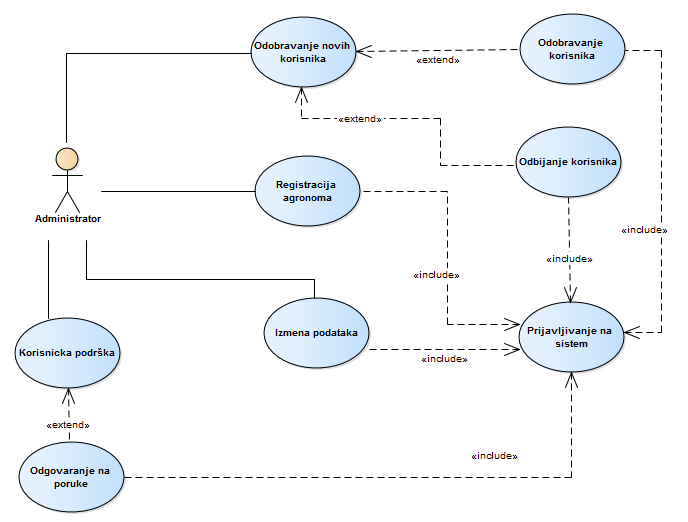 Odobravanje novih
korisnika
«extend»
Odobravanje
korisnika
«extend»
Odbijanje korisnika
Administrator
Registracija
agronoma
«include»
«include»
«include»
Korisnicka podrška
Izmena podataka
«include»
Prijavljivanje na
sistem
«extend»
Odgovaranje na
poruke
«include»